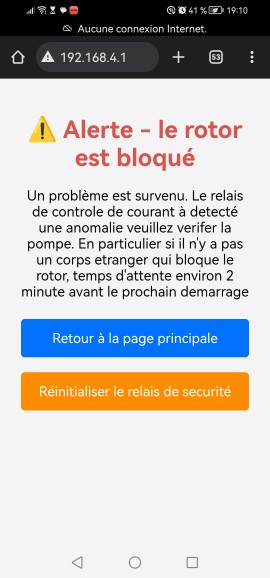 41 % 19:10
Aucune connexion Internet.
192.168.4.1 53
Alerte - le rotor
est bloqué
Un problème est survenu. Le relais
de controle de courant à detecté
une anomalie veuillez verifer la
pompe. En particulier si il n'y a pas
un corps etranger qui bloque le
rotor, temps d'attente environ 2
minute avant le prochain demarrage
Retour à la page principale
Réinitialiser le relais de securité